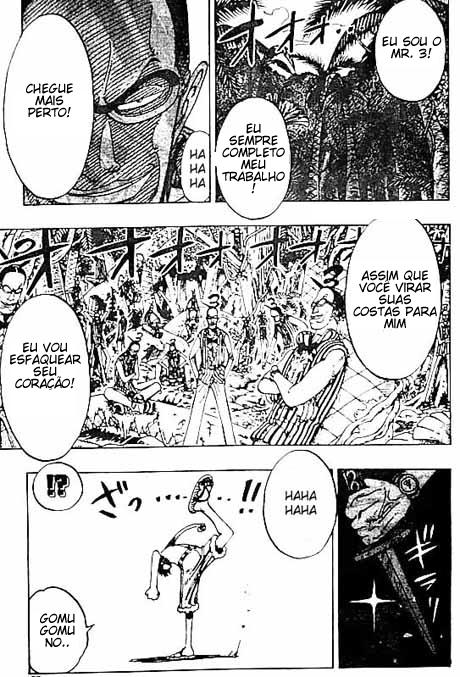 EU SOU O
MR. 3!
EU
SEMPRE
COMPLETO
MEU
TRABALHO
!
CHEGUE
MAIS
PERTO!
HA
HA
HA
ASSIM QUE
VOCÊ VIRAR
SUAS
COSTAS PARA
MIM
EU VOU
ESFAQUEAR
SEU
CORAÇÃO!
HAHA
HAHA
!?
GOMU
GOMU
NO..